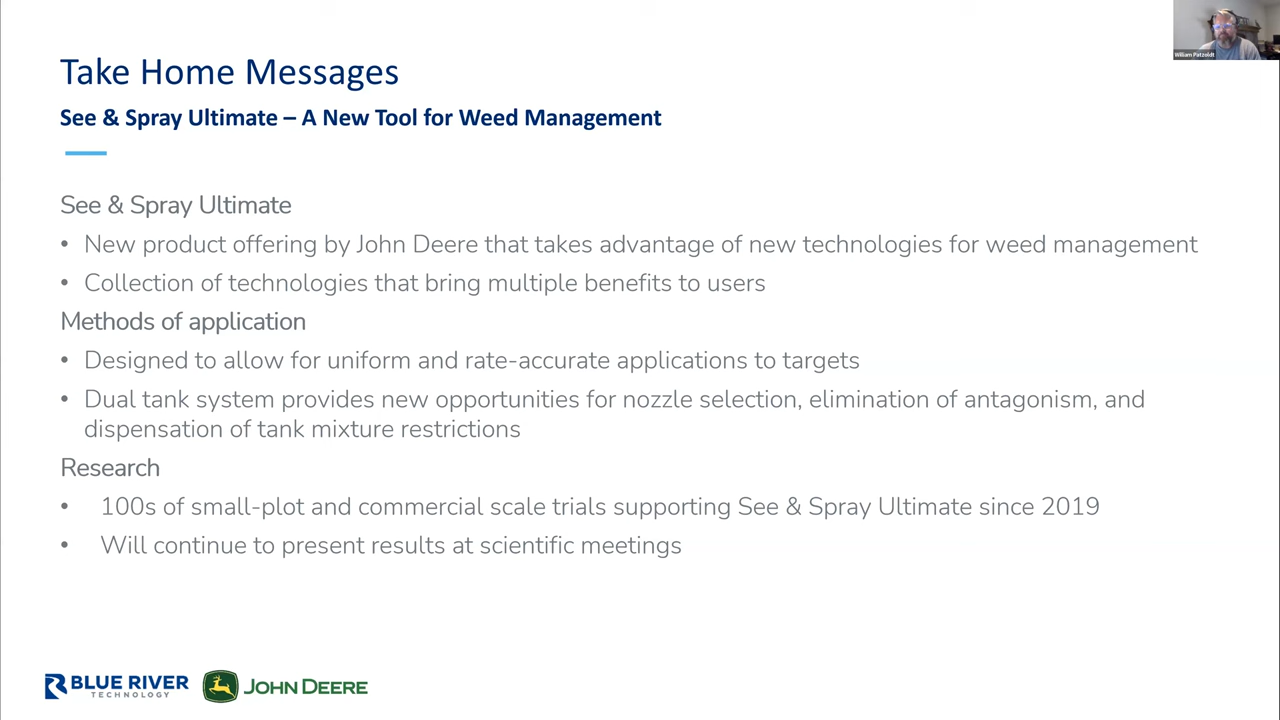 William Patzoldt
Take Home Messages
See & Spray Ultimate – A New Tool for Weed Management
See & Spray Ultimate
• New product offering by John Deere that takes advantage of new technologies for weed management
• Collection of technologies that bring multiple benefits to users
Methods of application
• Designed to allow for uniform and rate-accurate applications to targets
• Dual tank system provides new opportunities for nozzle selection, elimination of antagonism, and
dispensation of tank mixture restrictions
Research
• 100s of small-plot and commercial scale trials supporting See & Spray Ultimate since 2019
• Will continue to present results at scientific meetings
BLUE RIVER
TECHNOLOGY
JOHN DEERE